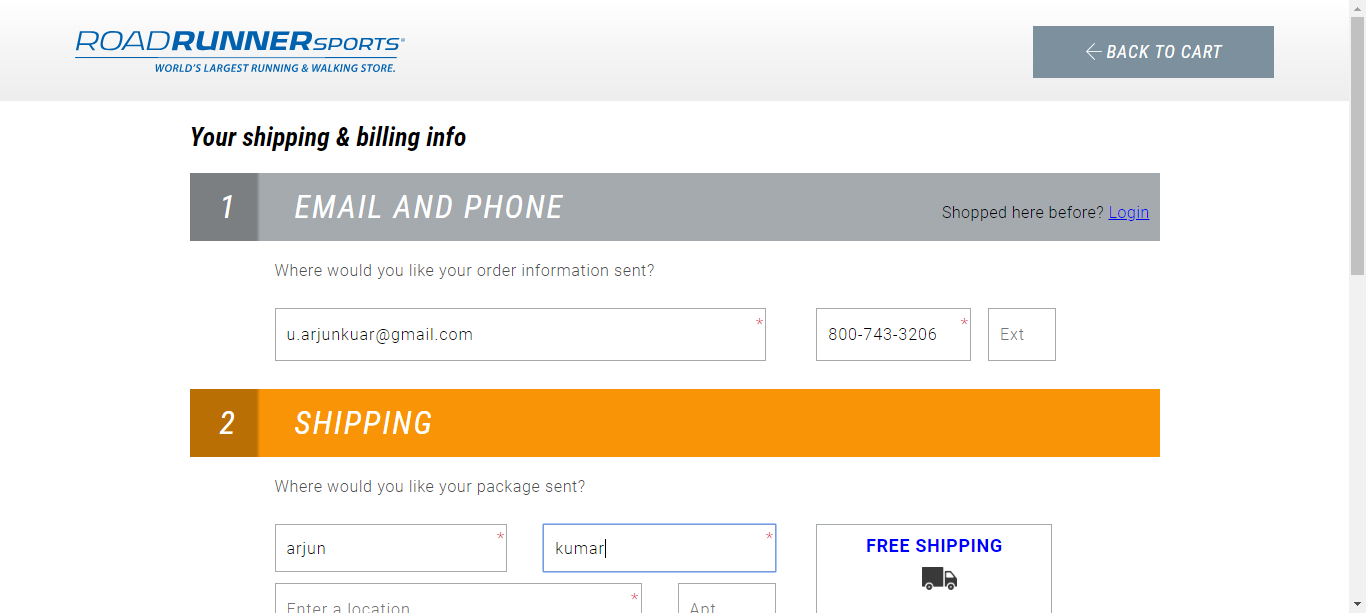 ROADRUNNERSPORTS®
WORLD'S LARGEST RUNNING & WALKING STORE.
BACK TO CART
Your shipping & billing info
1 EMAIL AND PHONE
Shopped here before? Login
Where would you like your order information sent?
u.arjunkuar@gmail.com * 800-743-3206 * Ext
2 SHIPPING
Where would you like your package sent?
arjun * kumar * FREE SHIPPING
Enter a location * Apt